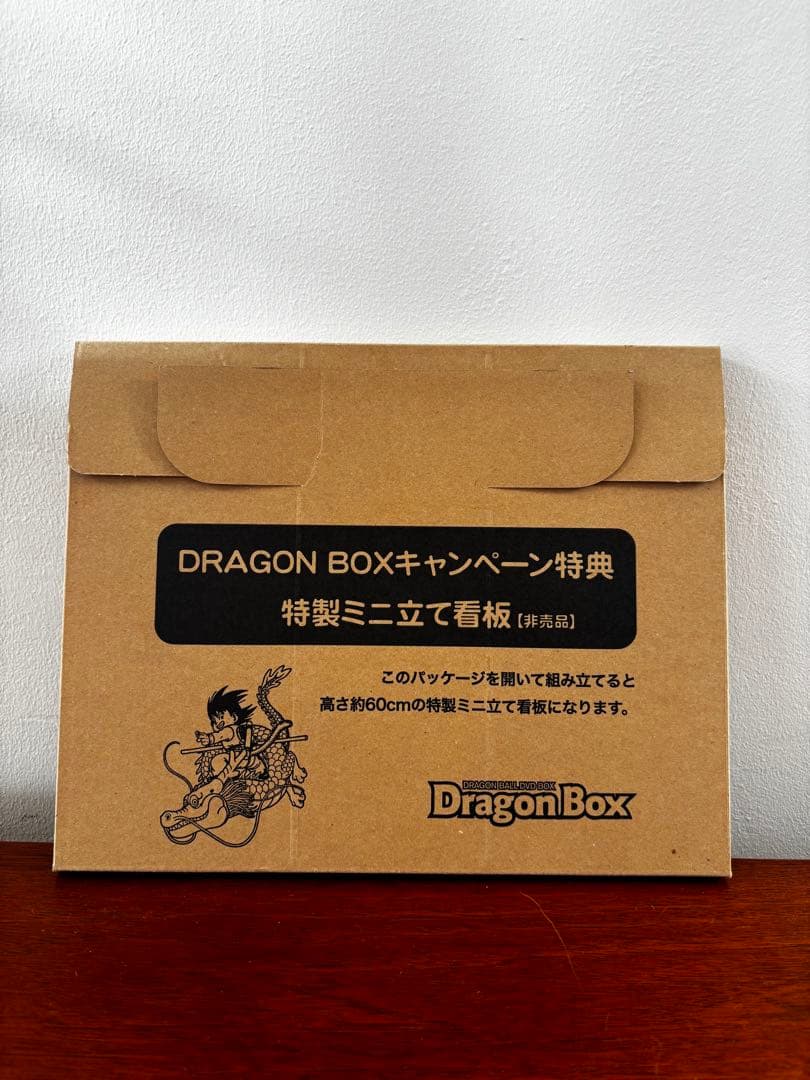 DRAGON BOXキャンペーン特典
特製ミニ立て看板【非売品】
このパッケージを開いて組み立てると
高さ約60cmの特製ミニ立て看板になります。
DRAGON BALL DVD BOX
Dragon Box